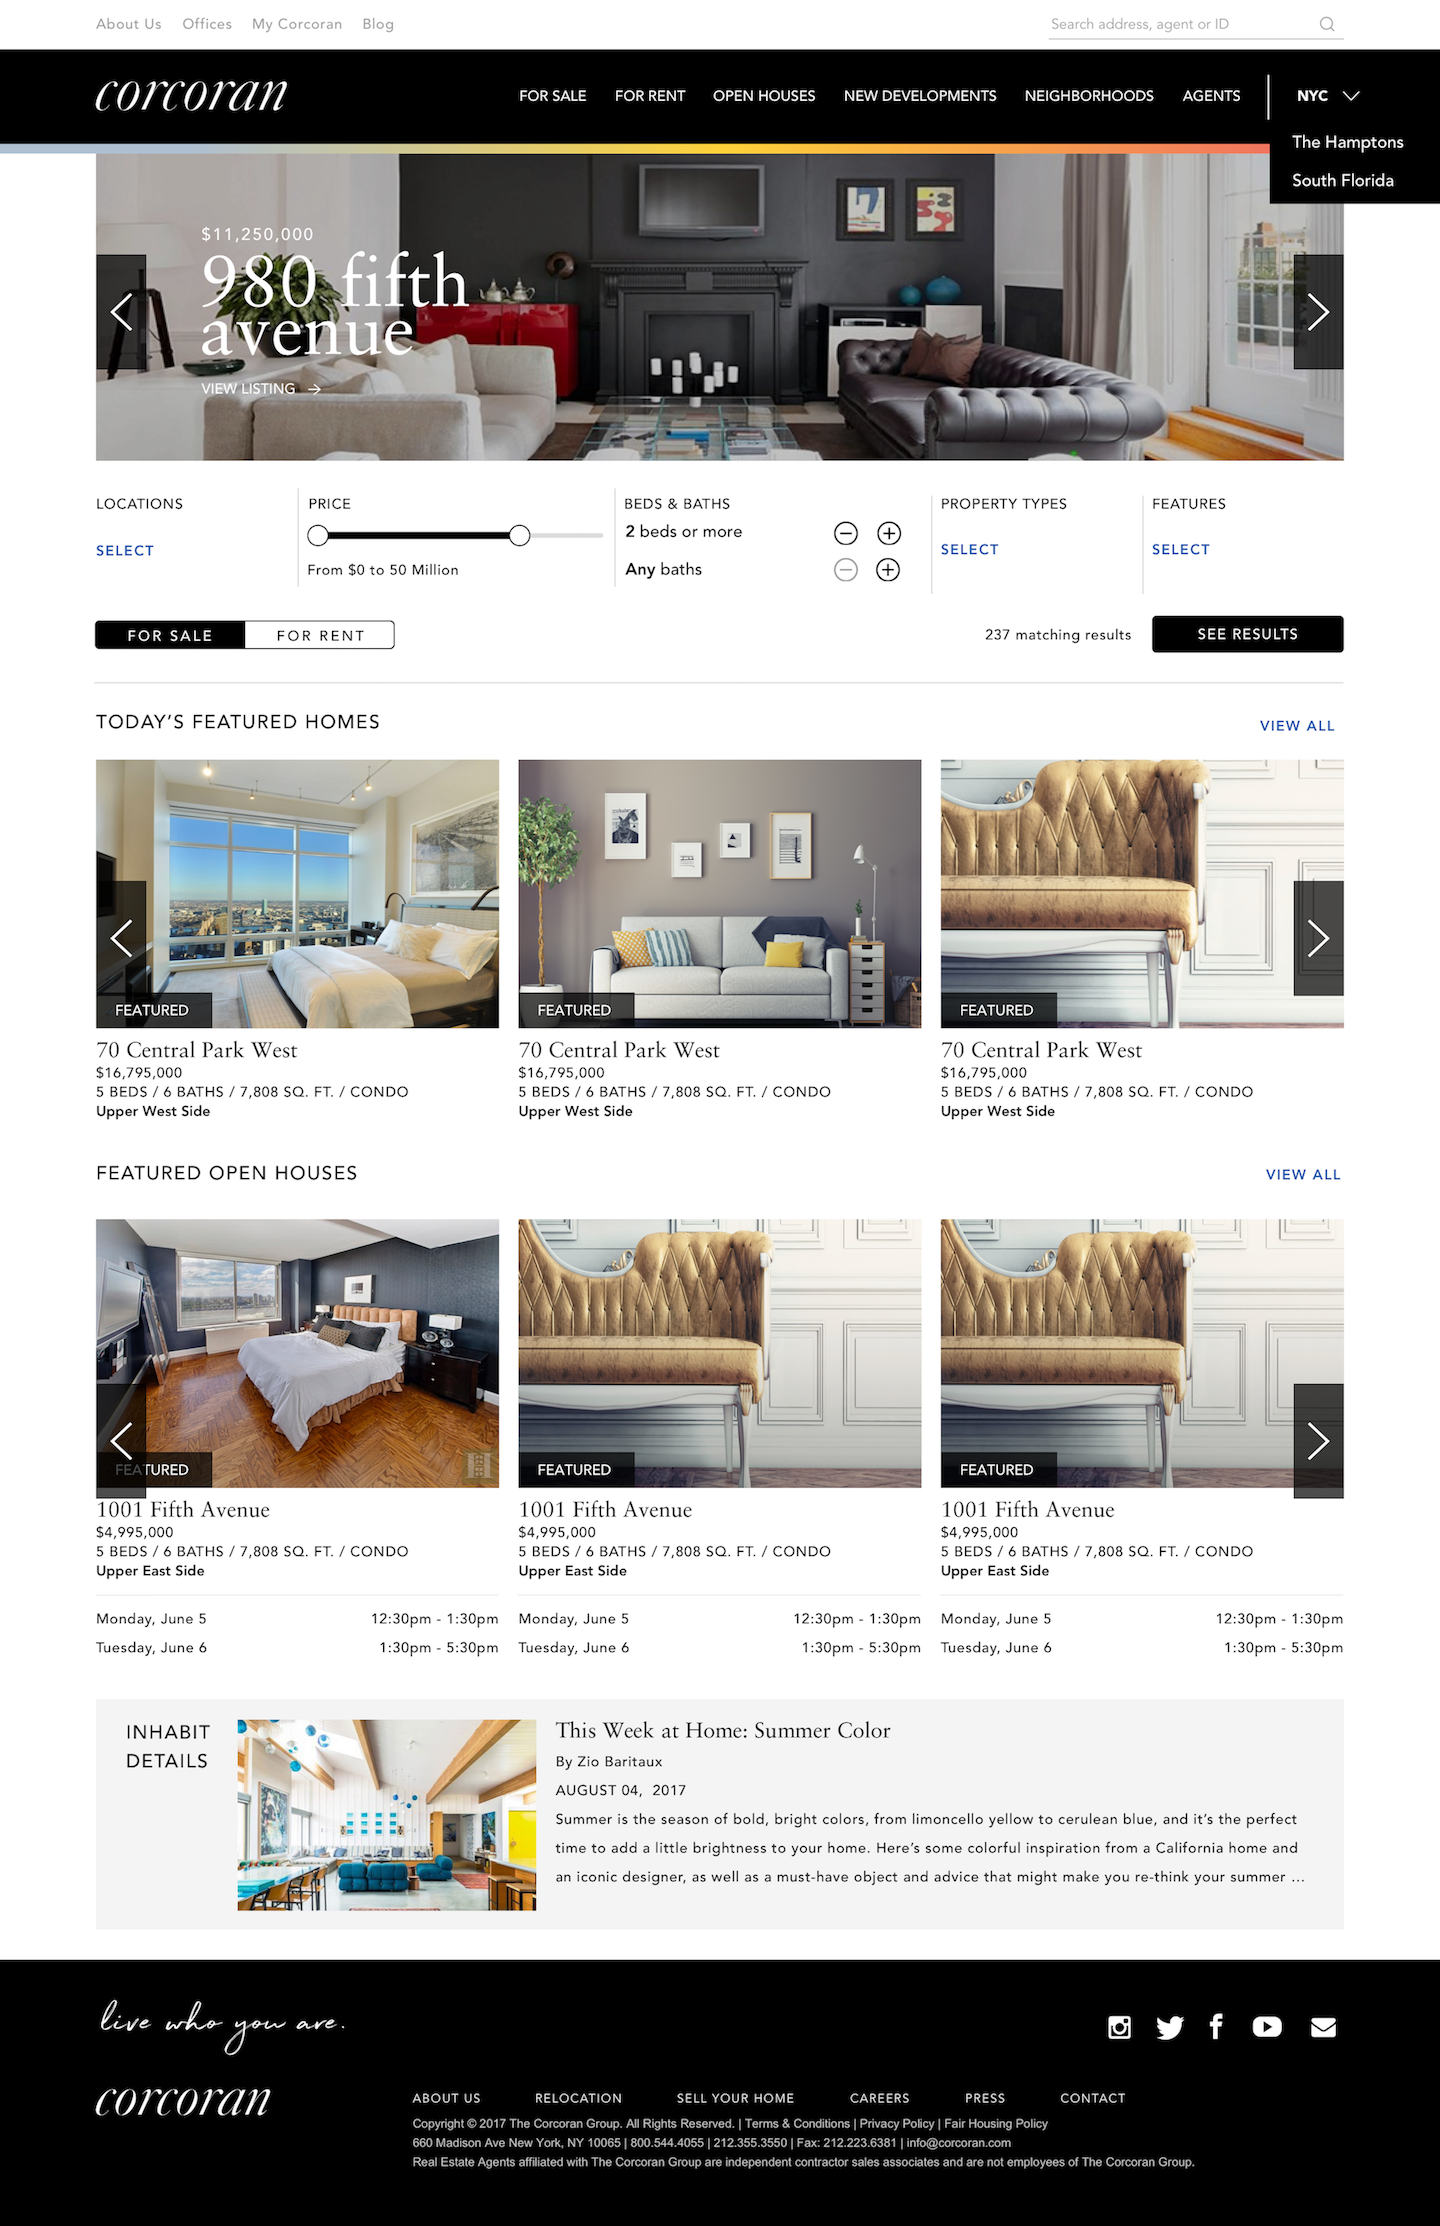 About Us Offices My Corcoran Blog
Search address, agent or ID
corcoran
FOR SALE FOR RENT OPEN HOUSES NEW DEVELOPMENTS NEIGHBORHOODS AGENTS NYC
The Hamptons
South Florida
$11,250,000
980 fifth
avenue
VIEW LISTING
LOCATIONS
SELECT
PRICE
From $0 to 50 Million
BEDS & BATHS
2 beds or more
Any baths
PROPERTY TYPES
SELECT
FEATURES
SELECT
FOR SALE FOR RENT
237 matching results
SEE RESULTS
TODAY’S FEATURED HOMES
VIEW ALL
FEATURED
70 Central Park West
$16,795,000
5 BEDS / 6 BATHS / 7,808 SQ. FT. / CONDO
Upper West Side
FEATURED
70 Central Park West
$16,795,000
5 BEDS / 6 BATHS / 7,808 SQ. FT. / CONDO
Upper West Side
FEATURED
70 Central Park West
$16,795,000
5 BEDS / 6 BATHS / 7,808 SQ. FT. / CONDO
Upper West Side
FEATURED OPEN HOUSES
VIEW ALL
FEATURED
1001 Fifth Avenue
$4,995,000
5 BEDS / 6 BATHS / 7,808 SQ. FT. / CONDO
Upper East Side
Monday, June 5 12:30pm - 1:30pm
Tuesday, June 6 1:30pm - 5:30pm
FEATURED
1001 Fifth Avenue
$4,995,000
5 BEDS / 6 BATHS / 7,808 SQ. FT. / CONDO
Upper East Side
Monday, June 5 12:30pm - 1:30pm
Tuesday, June 6 1:30pm - 5:30pm
FEATURED
1001 Fifth Avenue
$4,995,000
5 BEDS / 6 BATHS / 7,808 SQ. FT. / CONDO
Upper East Side
Monday, June 5 12:30pm - 1:30pm
Tuesday, June 6 1:30pm - 5:30pm
INHABIT
DETAILS
This Week at Home: Summer Color
By Zio Baritaux
AUGUST 04, 2017
Summer is the season of bold, bright colors, from limoncello yellow to cerulean blue, and it’s the perfect
time to add a little brightness to your home. Here’s some colorful inspiration from a California home and
an iconic designer, as well as a must-have object and advice that might make you re-think your summer ...
live who you are.
corcoran
ABOUT US RELOCATION SELL YOUR HOME CAREERS PRESS CONTACT
Copyright © 2017 The Corcoran Group. All Rights Reserved. | Terms & Conditions | Privacy Policy | Fair Housing Policy
660 Madison Ave New York, NY 10065 | 800.544.4055 | 212.355.3550 | Fax: 212.223.6381 | info@corcoran.com
Real Estate Agents affiliated with The Corcoran Group are independent contractor sales associates and are not employees of The Corcoran Group.